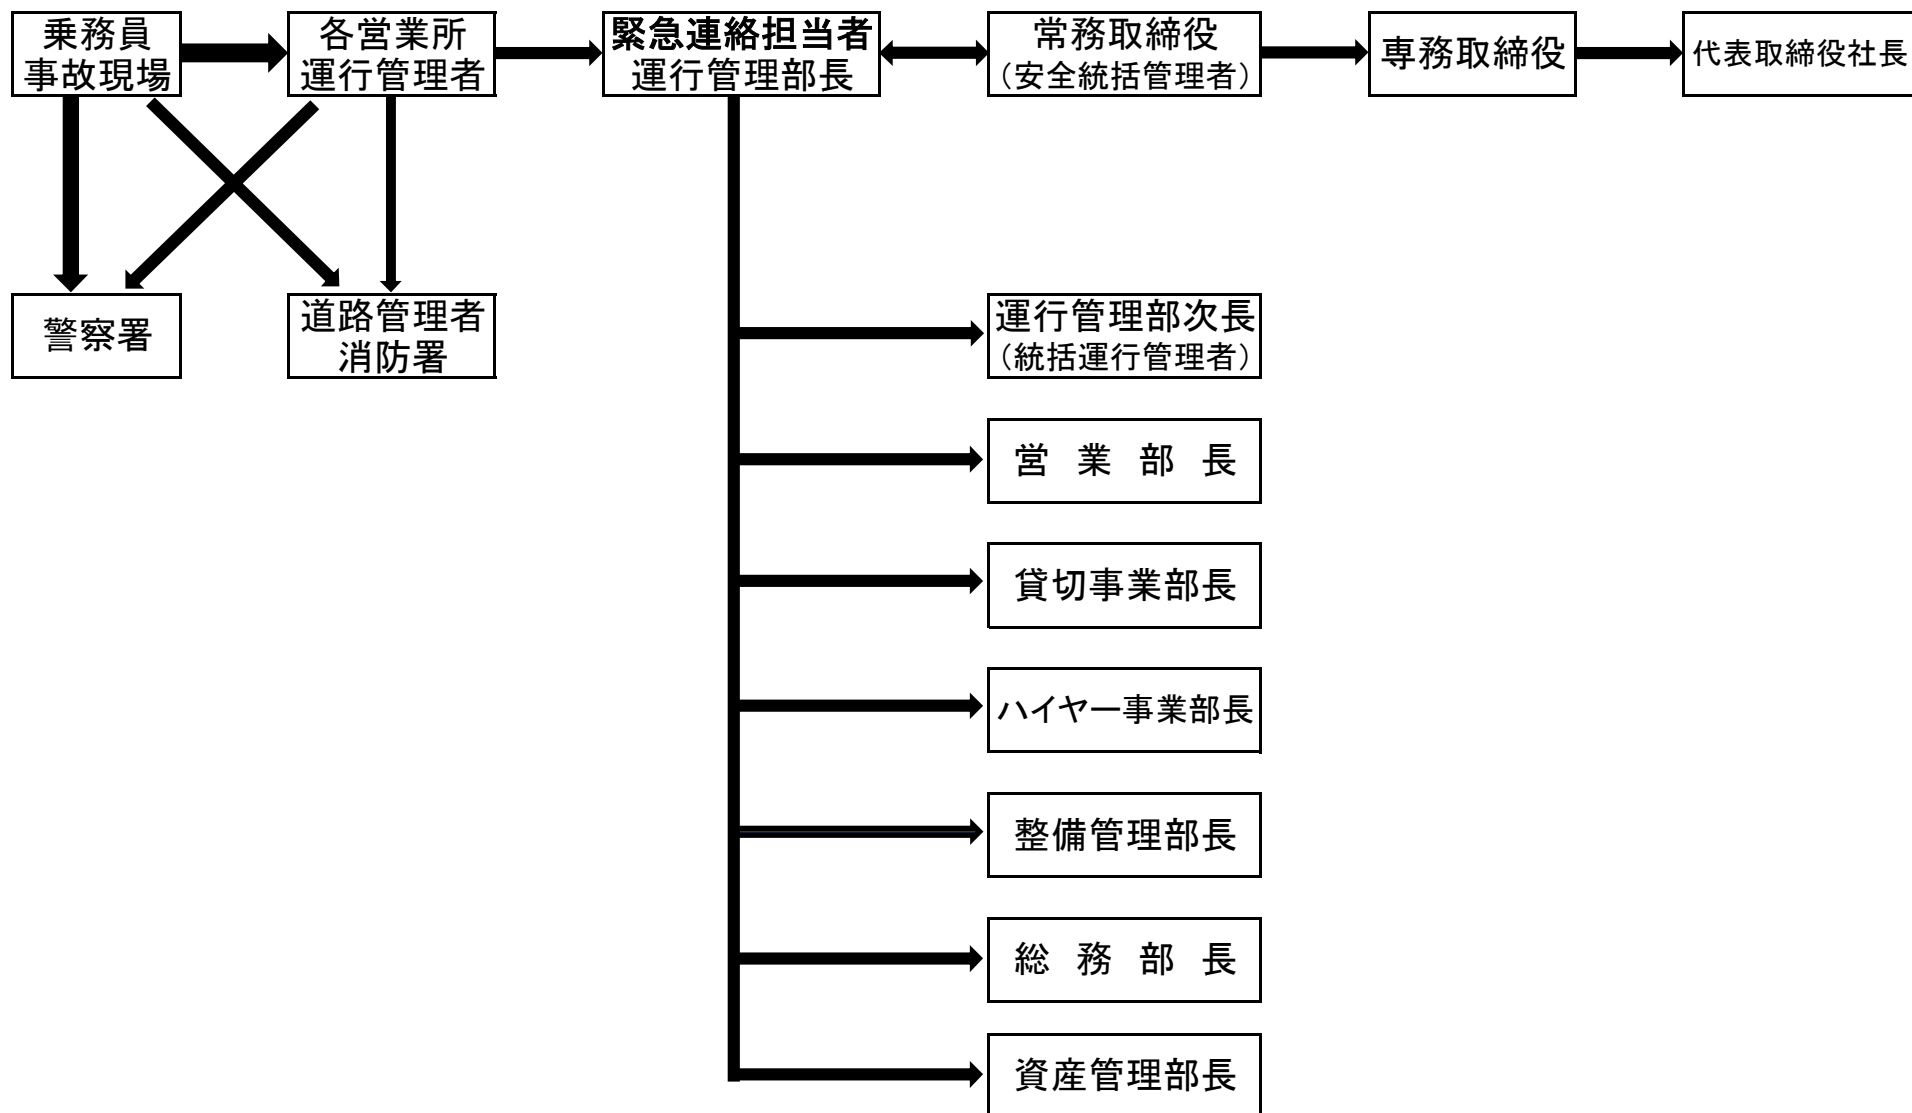 乗務員
事故現場
各営業所
運行管理者
緊急連絡担当者
運行管理部長
常務取締役
（安全統括管理者）
専務取締役
代表取締役社長
警察署
道路管理者
消防署
運行管理部次長
（統括運行管理者）
営業部長
貸切事業部長
ハイヤー事業部長
整備管理部長
総務部長
資産管理部長